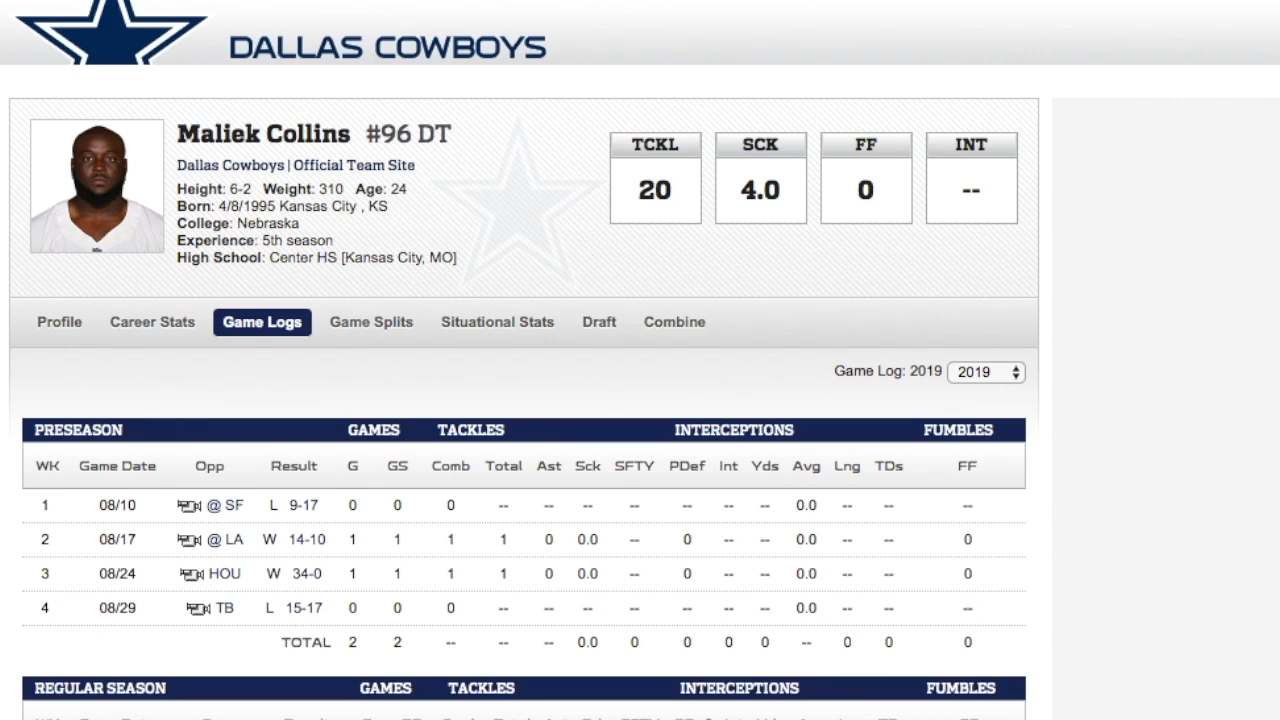 DALLAS COWBOYS
Maliek Collins #96 DT
Dallas Cowboys | Official Team Site
Height: 6-2 Weight: 310 Age: 24
Born: 4/8/1995 Kansas City , KS
College: Nebraska
Experience: 5th season
High School: Center HS [Kansas City, MO]
TCKL SCK FF INT
20 4.0 0 --
Profile Career Stats Game Logs Game Splits Situational Stats Draft Combine
Game Log: 2019 2019
PRESEASON GAMES TACKLES INTERCEPTIONS FUMBLES
WK Game Date Opp Result G GS Comb Total Ast Sck SFTY PDef Int Yds Avg Lng TDs FF
1 08/10 @ SF L 9-17 0 0 0 -- -- -- -- -- -- -- 0.0 -- -- --
2 08/17 @ LA W 14-10 1 1 1 1 0 0.0 -- 0 -- -- 0.0 -- -- 0
3 08/24 HOU W 34-0 1 1 1 1 0 0.0 -- 0 -- -- 0.0 -- -- 0
4 08/29 TB L 15-17 0 0 0 -- -- -- -- -- -- -- 0.0 -- -- --
TOTAL 2 2 -- -- -- 0.0 0 0 0 0 -- 0 0 0
REGULAR SEASON GAMES TACKLES INTERCEPTIONS FUMBLES